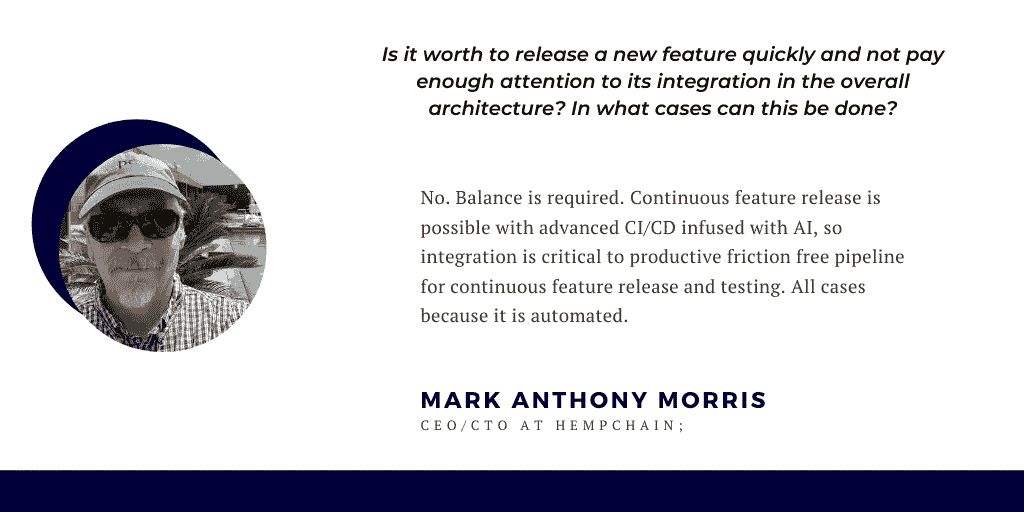 Is it worth to release a new feature quickly and not pay
enough attention to its integration in the overall
architecture? In what cases can this be done?
No. Balance is required. Continuous feature release is
possible with advanced CI/CD infused with AI, so
integration is critical to productive friction free pipeline
for continuous feature release and testing. All cases
because it is automated.
MARK ANTHONY MORRIS
CEO/CTO AT HEMPCHAIN;